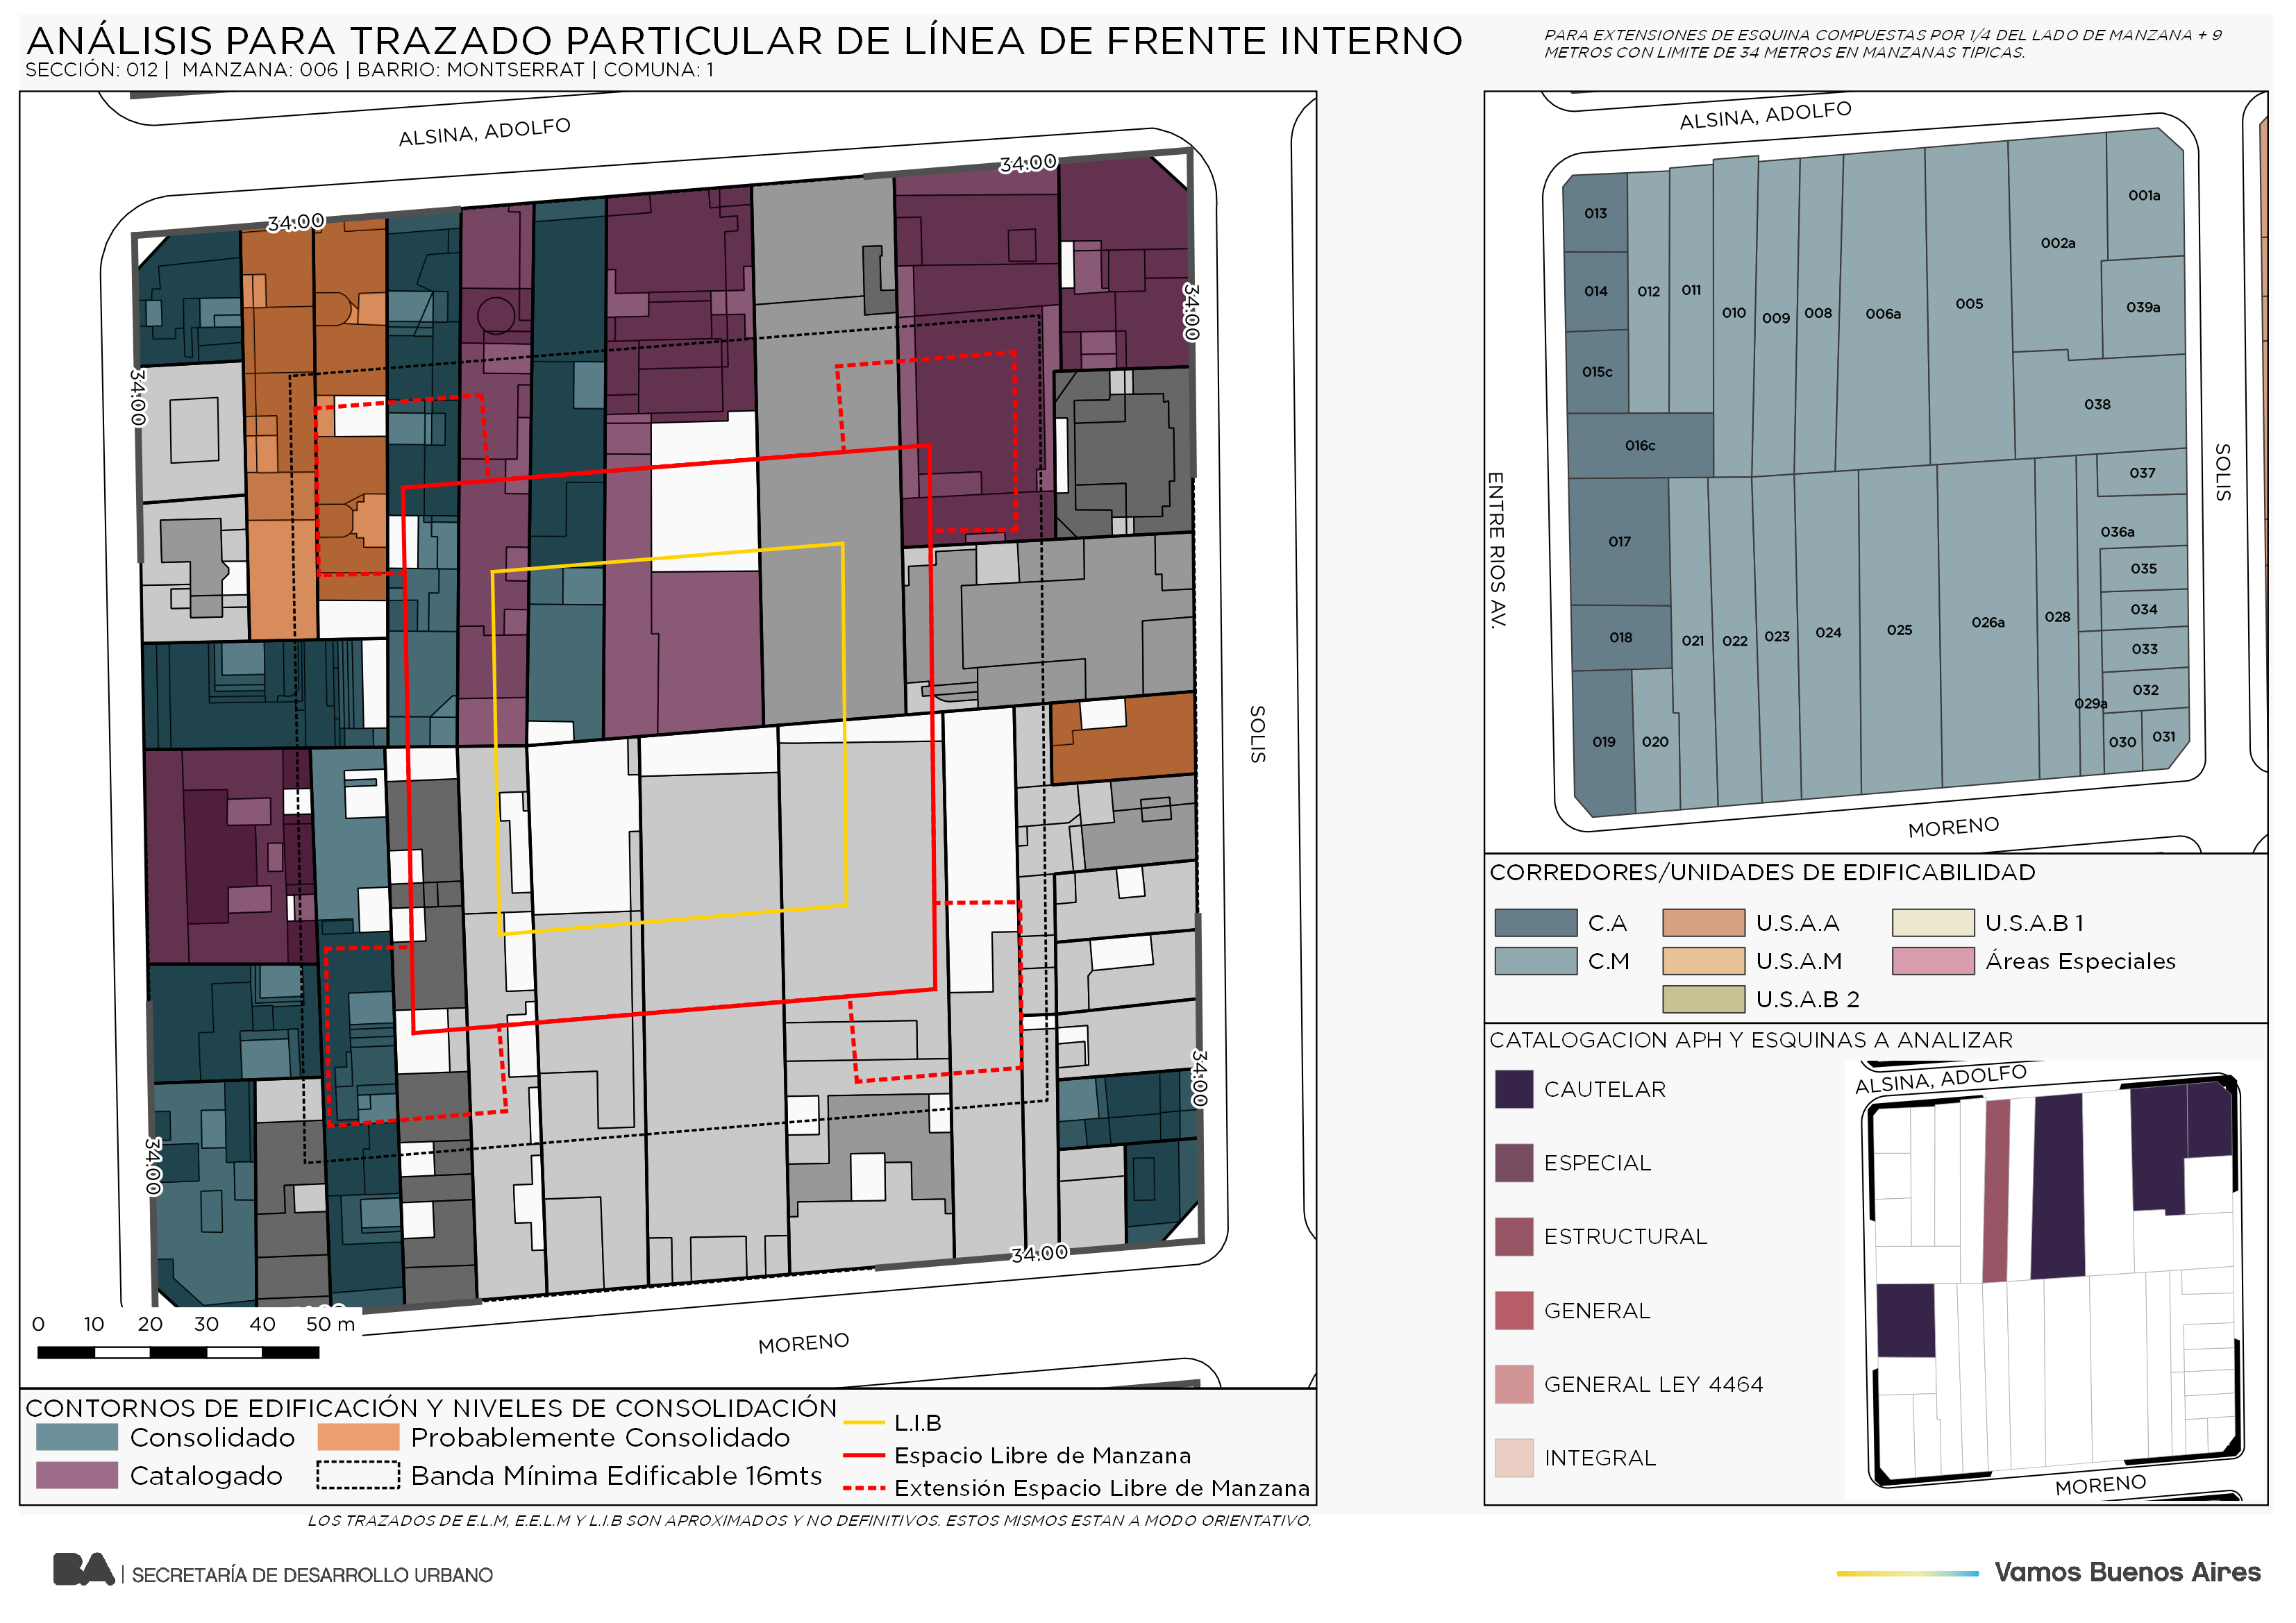 ANÁLISIS PARA TRAZADO PARTICULAR DE LÍNEA DE FRENTE INTERNO
SECCIÓN: 012 | MANZANA: 006 | BARRIO: MONTSERRAT | COMUNA: 1
PARA EXTENSIONES DE ESQUINA COMPUESTAS POR 1/4 DEL LADO DE MANZANA + 9
METROS CON LIMITE DE 34 METROS EN MANZANAS TIPICAS.
ALSINA, ADOLFO
34.00
34.00
34.00
34.00
SOLIS
34.00
34.00
34.00
MORENO
0 10 20 30 40 50 m
CONTORNOS DE EDIFICACIÓN Y NIVELES DE CONSOLIDACIÓN
Consolidado
Probablemente Consolidado
Catalogado
Banda Mínima Edificable 16mts
L.I.B
Espacio Libre de Manzana
Extensión Espacio Libre de Manzana
LOS TRAZADOS DE E.L.M, E.E.L.M Y L.I.B SON APROXIMADOS Y NO DEFINITIVOS. ESTOS MISMOS ESTAN A MODO ORIENTATIVO.
ALSINA, ADOLFO
ENTRE RIOS AV.
SOLIS
MORENO
013
014
015c
012
011
010
009
008
006a
005
002a
001a
039a
038
016c
017
018
019
020
021
022
023
024
025
026a
028
029a
037
036a
035
034
033
032
030
031
CORREDORES/UNIDADES DE EDIFICABILIDAD
C.A
U.S.A.A
U.S.A.B 1
C.M
U.S.A.M
Áreas Especiales
U.S.A.B 2
CATALOGACION APH Y ESQUINAS A ANALIZAR
CAUTELAR
ESPECIAL
ESTRUCTURAL
GENERAL
GENERAL LEY 4464
INTEGRAL
ALSINA, ADOLFO
MORENO
BA | SECRETARÍA DE DESARROLLO URBANO
Vamos Buenos Aires